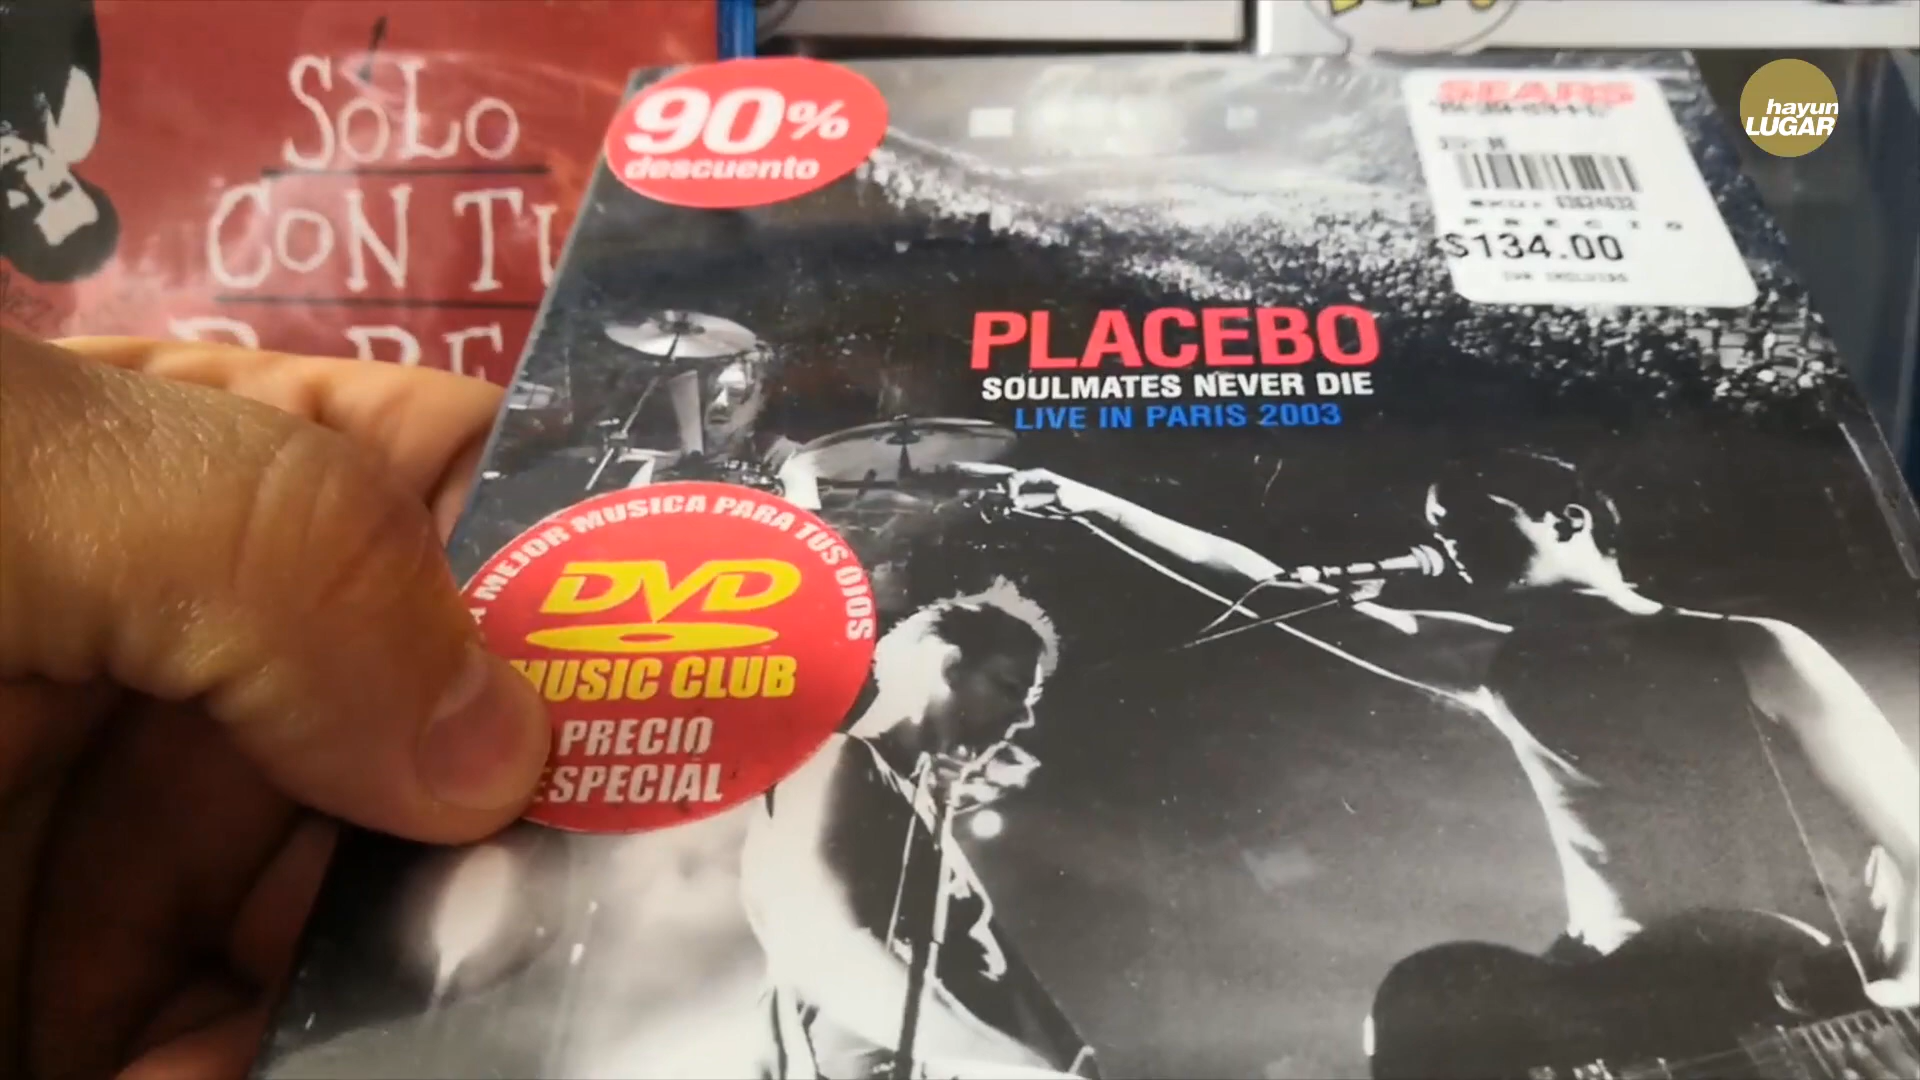 SOLO
CON TU
90%
descuento
SEARS
$134.00
hayun
LUGAR
PLACEBO
SOULMATES NEVER DIE
LIVE IN PARIS 2003
MEJOR MUSICA PARA TUS OJOS
DVD
MUSIC CLUB
PRECIO
ESPECIAL